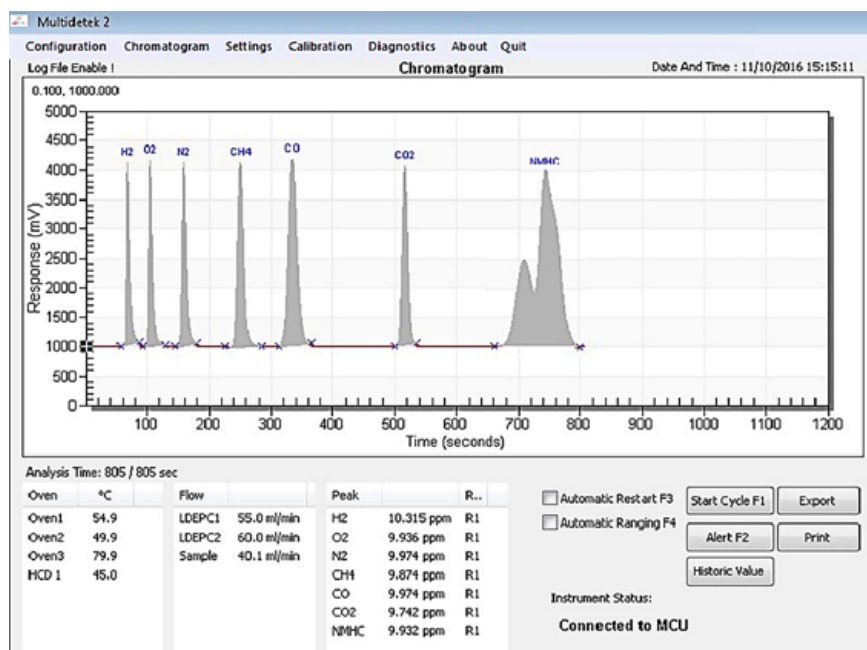 Multidetek 2
Configuration Chromatogram Settings Calibration Diagnostics About Quit
Log File Enable ! Chromatogram Date And Time : 11/10/2016 15:15:11
0.100, 1000.000
5000
4500
4000
3500
3000
2500
2000
1500
1000
500
0
Response (mV)
H2 O2 N2 CH4 CO CO2 NMHC
100 200 300 400 500 600 700 800 900 1000 1100 1200
Time (seconds)
Analysis Time: 805 / 805 sec
Oven °C
Oven1 54.9
Oven2 49.9
Oven3 79.9
HCD 1 45.0
Flow
LDEPC1 55.0 ml/min
LDEPC2 60.0 ml/min
Sample 40.1 ml/min
Peak R..
H2 10.315 ppm R1
O2 9.936 ppm R1
N2 9.974 ppm R1
CH4 9.874 ppm R1
CO 9.974 ppm R1
CO2 9.742 ppm R1
NMHC 9.932 ppm R1
Automatic Restart F3
Automatic Ranging F4
Start Cycle F1 Export
Alert F2 Print
Historic Value
Instrument Status:
Connected to MCU